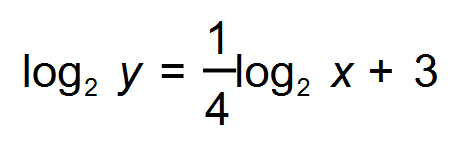 log₂ y = 1/4 log₂ x + 3